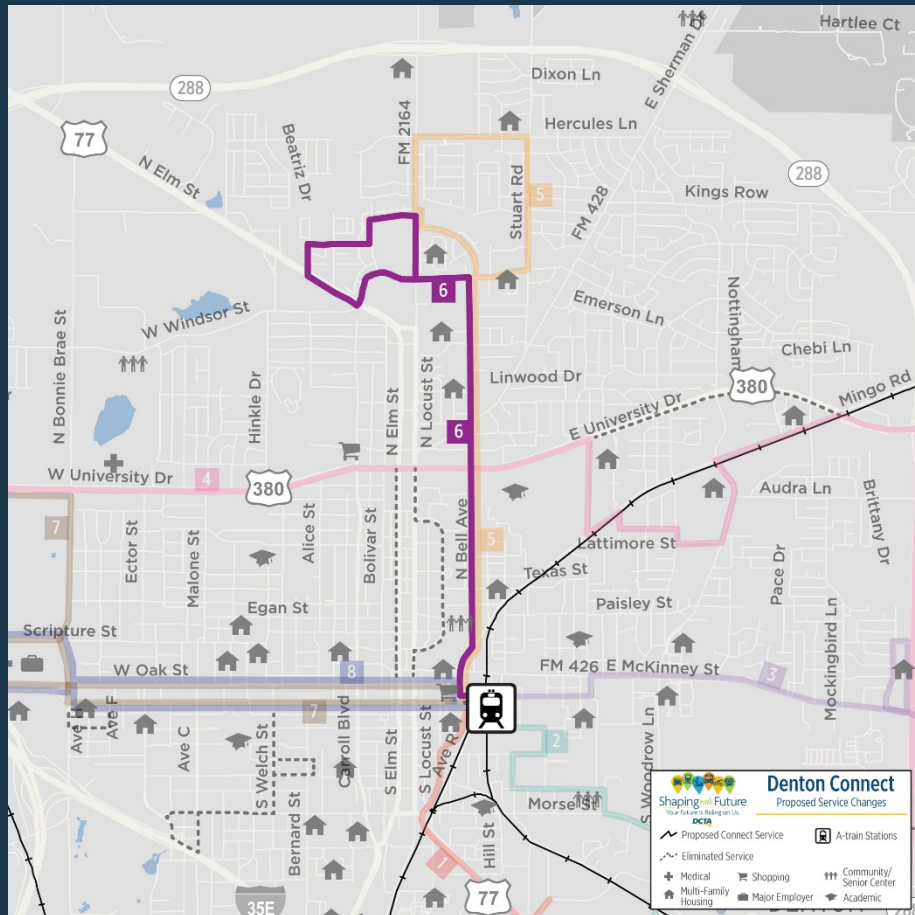 Hartlee Ct
E Sherman Dr
Dixon Ln
288
Hercules Ln
77
FM 2164
Beatriz Dr
N Elm St
288
Stuart Rd
5
FM 428
Kings Row
6
N Bonnie Brae St
W Windsor St
Emerson Ln
Nottingham
Chebi Ln
Hinkle Dr
N Elm St
N Locust St
Linwood Dr
380
Mingo Rd
6
E University Dr
W University Dr
4
380
Audra Ln
Brittany Dr
7
Ector St
Malone St
Alice St
Bolivar St
N Bell Ave
5
Lattimore St
Texas St
Pace Dr
Egan St
Paisley St
Scripture St
Mockingbird Ln
W Oak St
8
FM 426 E McKinney St
3
7
Ave H
Ave F
Ave C
S Welch St
Carroll Blvd
S Elm St
S Locust St
Ave R
2
S Woodrow Ln
Bernard St
Hill St
Morse St
1
35E
77
Shaping our Future
Your Future is Riding on Us.
DCTA
Denton Connect
Proposed Service Changes
Proposed Connect Service
A-train Stations
Eliminated Service
Medical
Shopping
Community/
Senior Center
Multi-Family
Housing
Major Employer
Academic